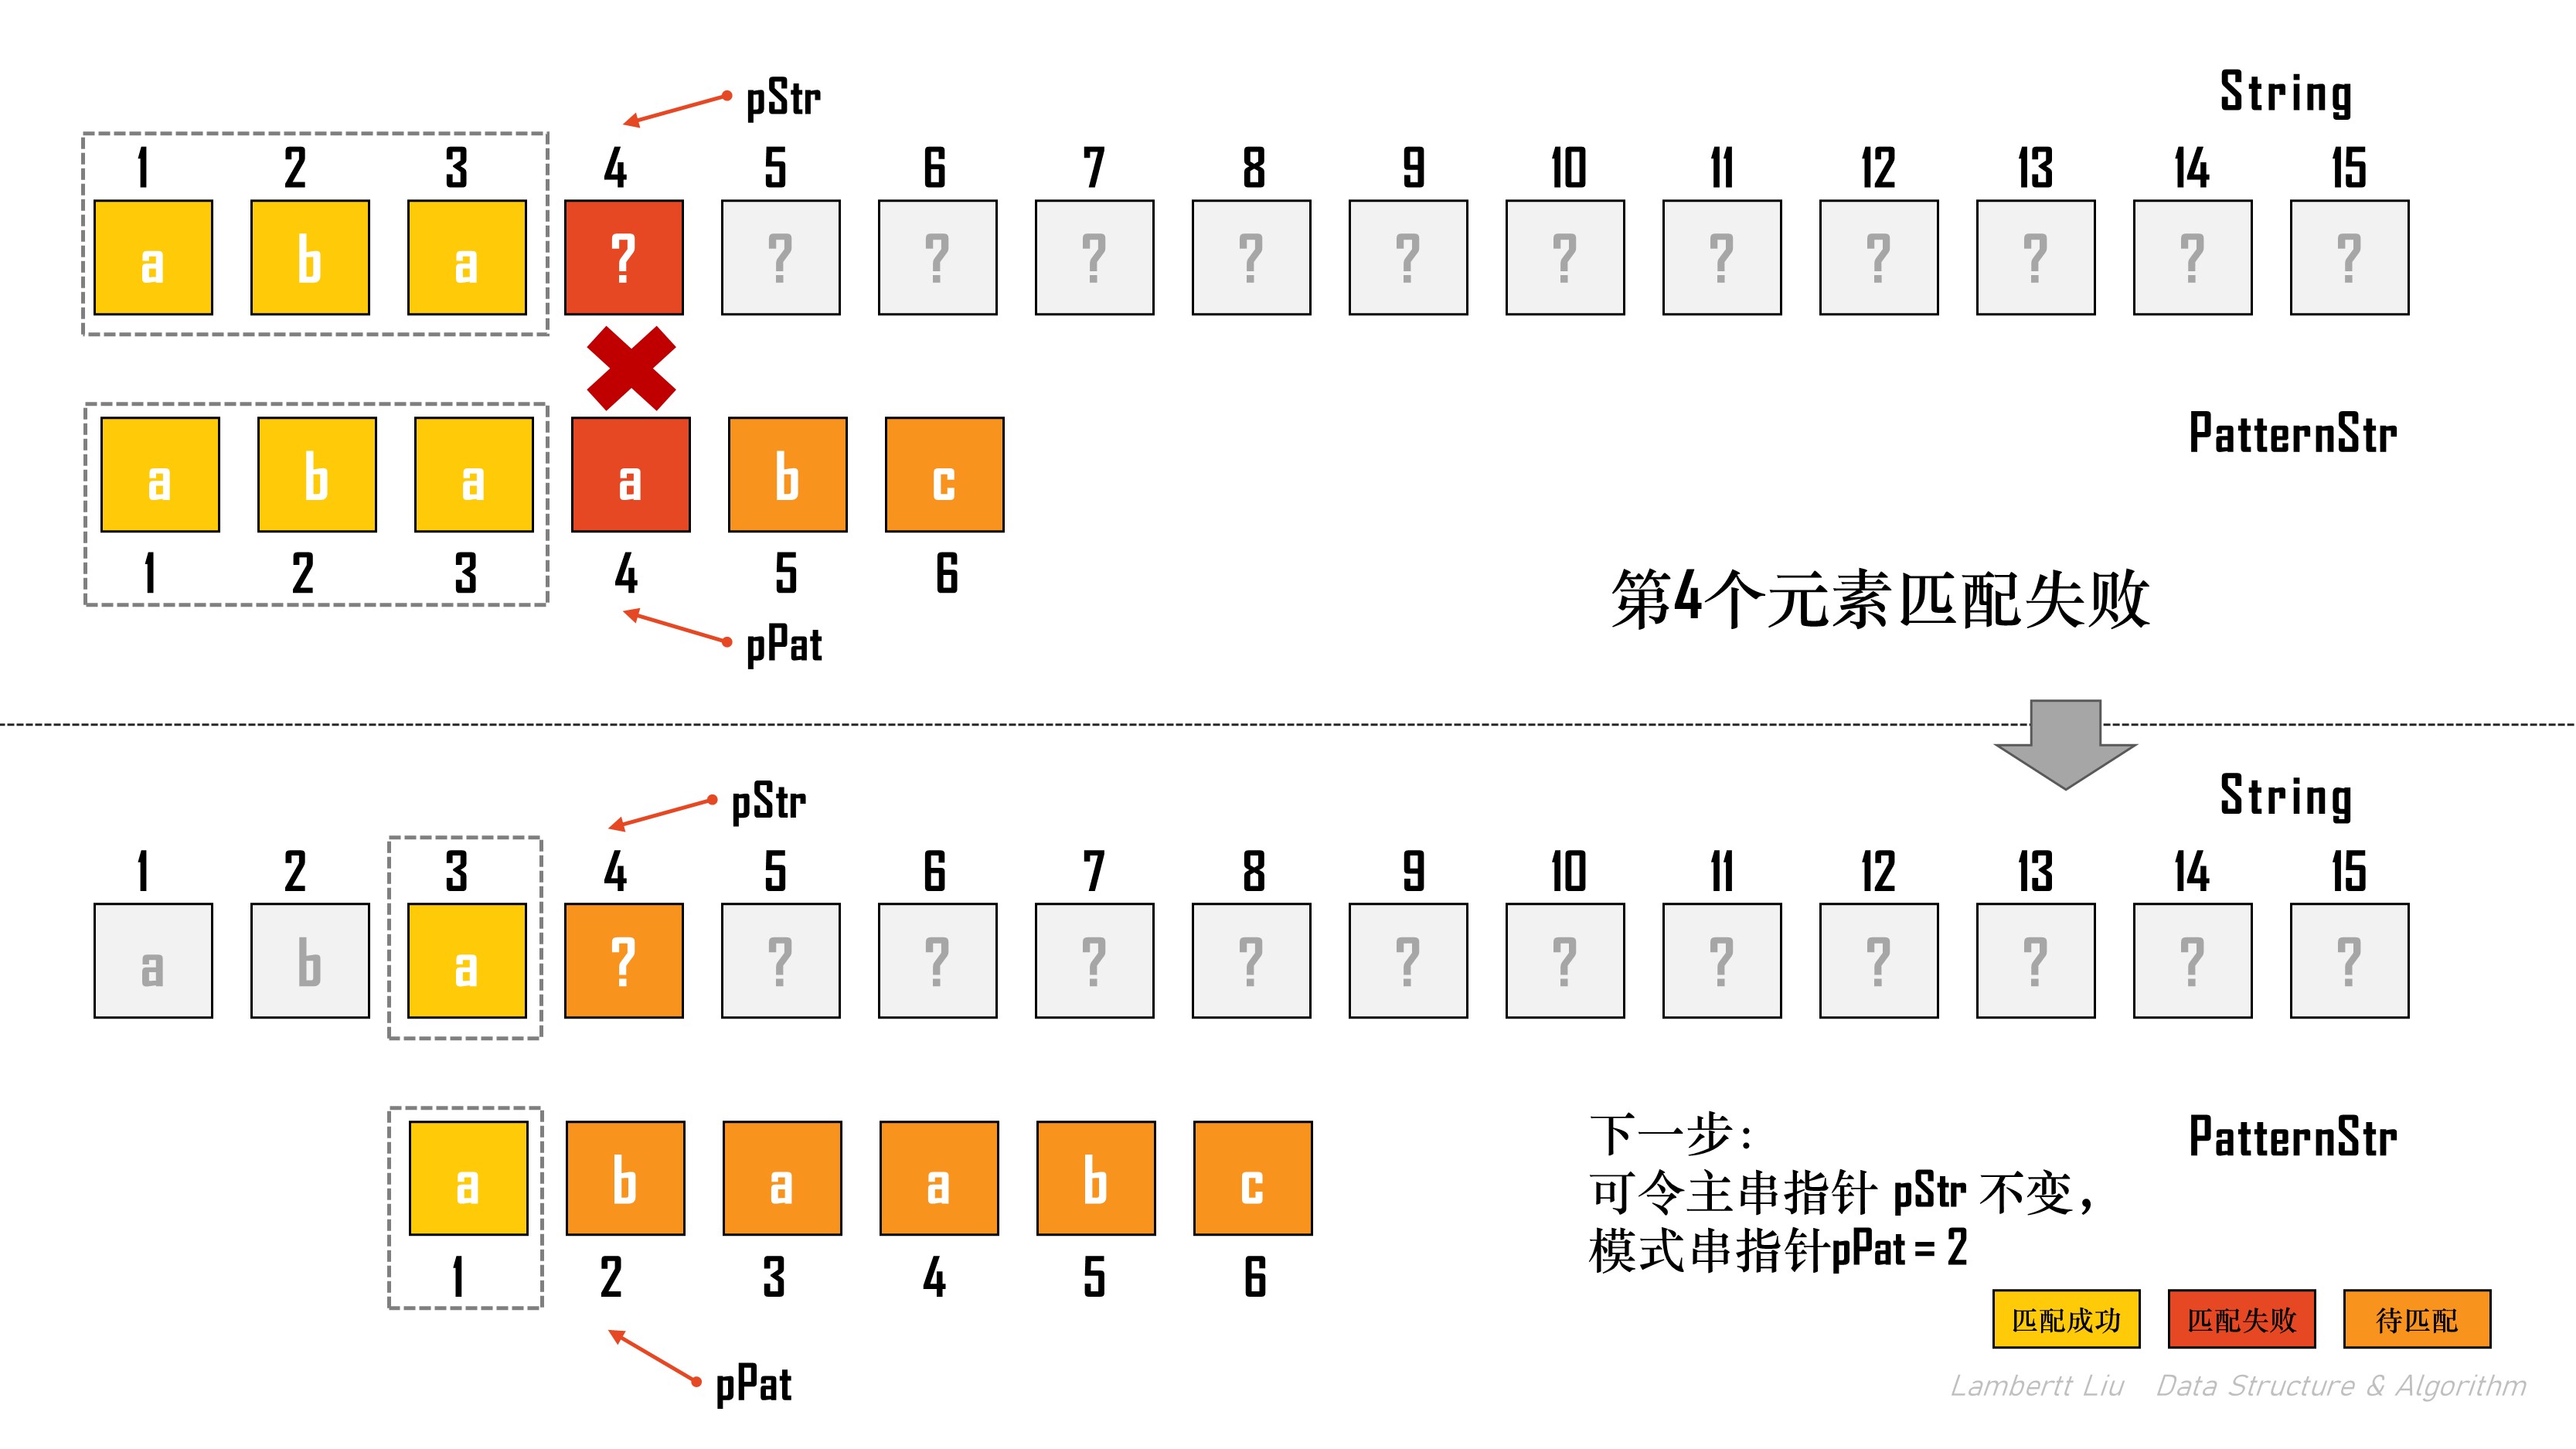 pStr
String
1 2 3 4 5 6 7 8 9 10 11 12 13 14 15
a b a ? ? ? ? ? ? ? ? ? ? ? ?
PatternStr
a b a a b c
1 2 3 4 5 6
第4个元素匹配失败
pPat
pStr
String
1 2 3 4 5 6 7 8 9 10 11 12 13 14 15
a b a ? ? ? ? ? ? ? ? ? ? ? ?
PatternStr
a b a a b c
1 2 3 4 5 6
下一步：
可令主串指针 pStr 不变，
模式串指针pPat = 2
pPat
匹配成功 匹配失败 待匹配
Lambertt Liu Data Structure & Algorithm